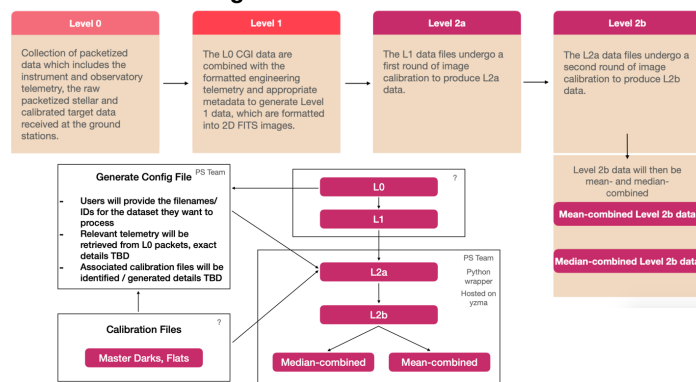 Level 0
Collection of packetized
data which includes the
instrument and observatory
telemetry, the raw
packetized stellar and
calibrated target data
received at the ground
stations.
Level 1
The L0 CGI data are
combined with the
formatted engineering
telemetry and appropriate
metadata to generate Level
1 data, which are formatted
into 2D FITS images.
Level 2a
The L1 data files undergo a
first round of image
calibration to produce L2a
data.
Level 2b
The L2a data files undergo a
second round of image
calibration to produce L2b
data.
Level 2b data will then be
mean- and median-
combined
Mean-combined Level 2b data
Median-combined Level 2b data
Generate Config File
PS Team
- Users will provide the filenames/
IDs for the dataset they want to
process
- Relevant telemetry will be
retrieved from L0 packets, exact
details TBD
- Associated calibration files will be
identified / generated details TBD
Calibration Files
?
Master Darks, Flats
?
L0
L1
PS Team
Python
wrapper
Hosted on
yzma
L2a
L2b
Median-combined
Mean-combined